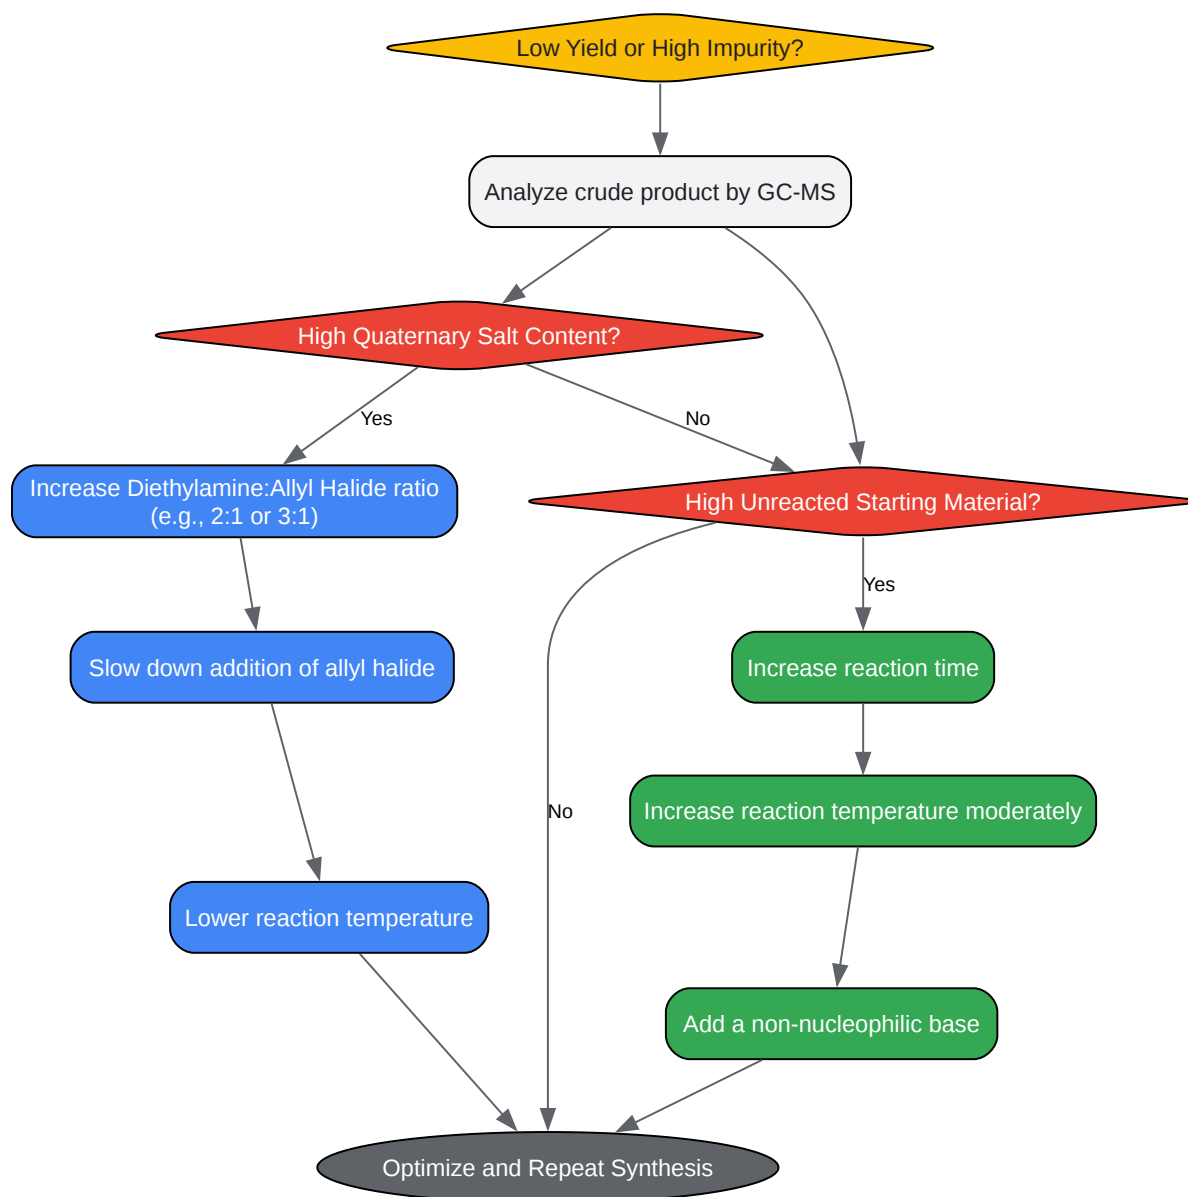 Low Yield or High Impurity?
Analyze crude product by GC-MS
High Quaternary Salt Content?
Yes
No
Increase Diethylamine:Allyl Halide ratio
(e.g., 2:1 or 3:1)
High Unreacted Starting Material?
Yes
Slow down addition of allyl halide
Increase reaction time
Increase reaction temperature moderately
No
Lower reaction temperature
Add a non-nucleophilic base
Optimize and Repeat Synthesis